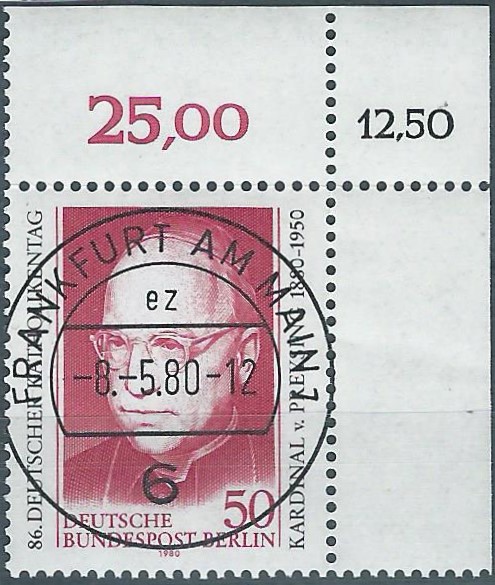 25,00
12,50
86. DEUTSCHER KATHOLIKENTAG
KARDINAL v. PREYSING 1880-1950
FRANKFURT AM MAIN 1
ez
-8.-5.80-12
6
50
DEUTSCHE
BUNDESPOST BERLIN
1980